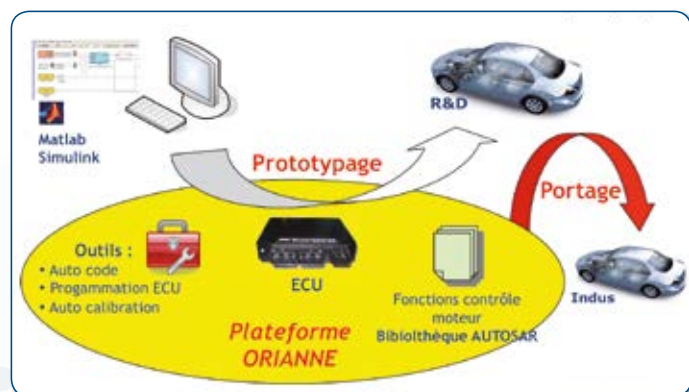 Matlab
Simulink
R&D
Prototypage
Portage
Outils :
• Auto code
• Progammation ECU
• Auto calibration
ECU
Fonctions contrôle
moteur
Bibiolthèque AUTOSAR
Indus
Plateforme
ORIANNE